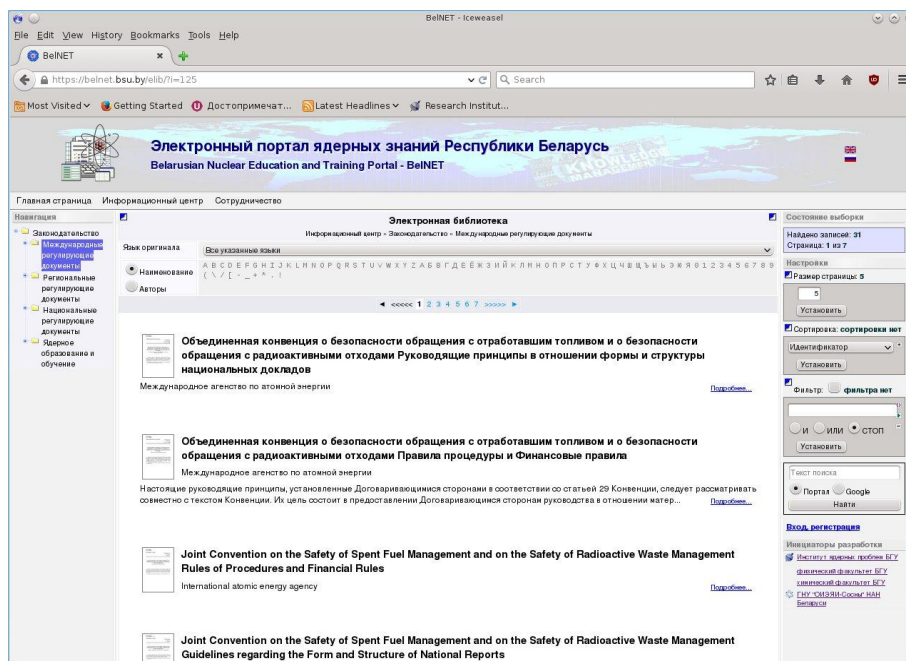 BelNET - Iceweasel
File Edit View History Bookmarks Tools Help
BelNET
https://belnet.bsu.by/elib/?i=125
Search
Most Visited Getting Started Достопримечат... Latest Headlines Research Institut...
Электронный портал ядерных знаний Республики Беларусь
Belarusian Nuclear Education and Training Portal - BelNET
KNOWLEDGE
MANAGEMENT
Главная страница Информационный центр Сотрудничество
Навигация
Законодательство
Международные
регулирующие
документы
Региональные
регулирующие
документы
Национальные
регулирующие
документы
Ядерное
образование и
обучение
Электронная библиотека
Информационный центр - Законодательство - Международные регулирующие документы
Язык оригинала Все указанные языки
Наименование
Авторы
A B C D E F G H I J K L M N O P Q R S T U V W X Y Z А Б В Г Д Е Ё Ж З И Й К Л М Н О П Р С Т У Ф Х Ц Ч Ш Щ Ъ Ы Ь Э Ю Я 0 1 2 3 4 5 6 7 8 9
( \ / [ - _ + " . !
<<<<< 1 2 3 4 5 6 7 >>>>>
Объединенная конвенция о безопасности обращения с отработавшим топливом и о безопасности
обращения с радиоактивными отходами Руководящие принципы в отношении формы и структуры
национальных докладов
Международное агенство по атомной энергии
Подробнее...
Объединенная конвенция о безопасности обращения с отработавшим топливом и о безопасности
обращения с радиоактивными отходами Правила процедуры и Финансовые правила
Международное агенство по атомной энергии
Настоящие руководящие принципы, установленные Договаривающимися сторонами в соответствии со статьей 29 Конвенции, следует рассматривать
совместно с текстом Конвенции. Их цель состоит в предоставлении Договаривающимся сторонам руководства в отношении матер...
Подробнее...
Joint Convention on the Safety of Spent Fuel Management and on the Safety of Radioactive Waste Management
Rules of Procedures and Financial Rules
International atomic energy agency
Подробнее...
Joint Convention on the Safety of Spent Fuel Management and on the Safety of Radioactive Waste Management
Guidelines regarding the Form and Structure of National Reports
Состояние выборки
Найдено записей: 31
Страница: 1 из 7
Настройки
Размер страницы: 5
5
Установить
Сортировка: сортировки нет
Идентификатор
Установить
Фильтр: фильтра нет
И ИЛИ СТОП
Установить
Текст поиска
Портал Google
Найти
Вход, регистрация
Инициаторы разработки
Институт ядерных проблем БГУ
физический факультет БГУ
химический факультет БГУ
ГНУ "ОИЭЯИ-Сосны" НАН
Беларуси